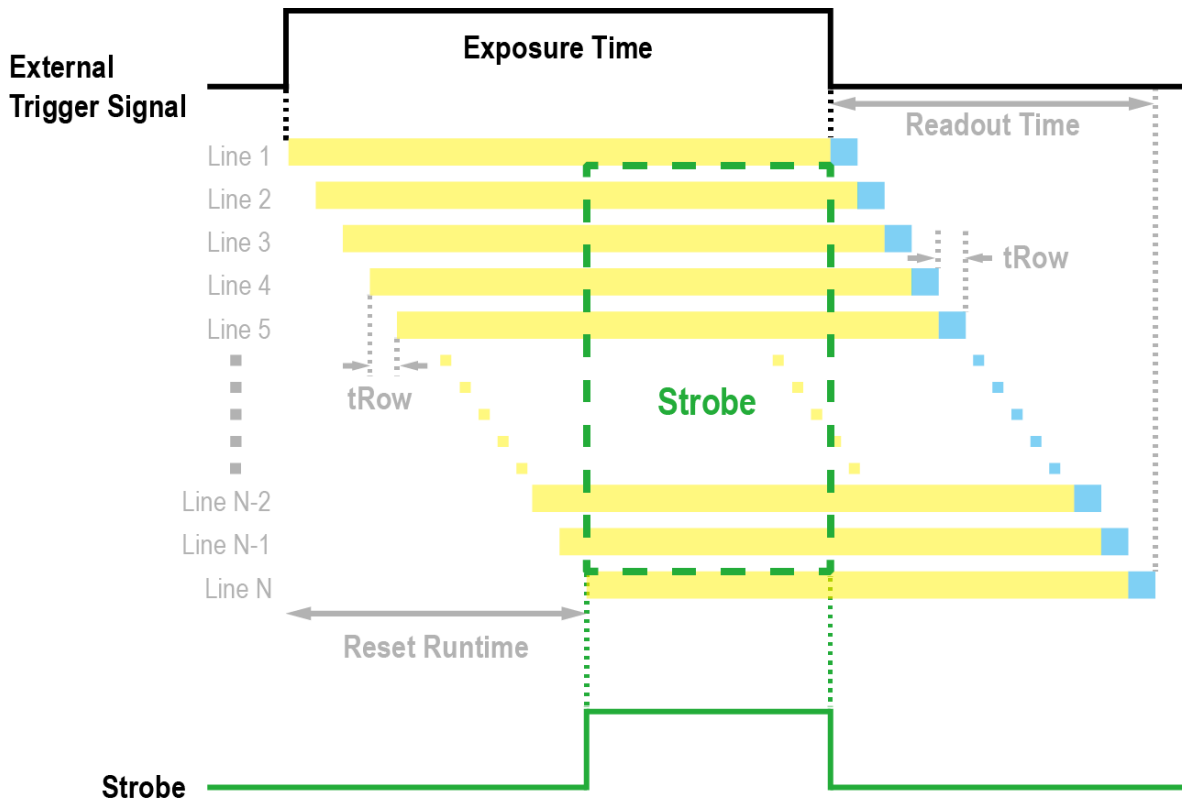 Exposure Time
External
Trigger Signal
Readout Time
Line 1
Line 2
Line 3
tRow
Line 4
Line 5
tRow
Strobe
Line N-2
Line N-1
Line N
Reset Runtime
Strobe